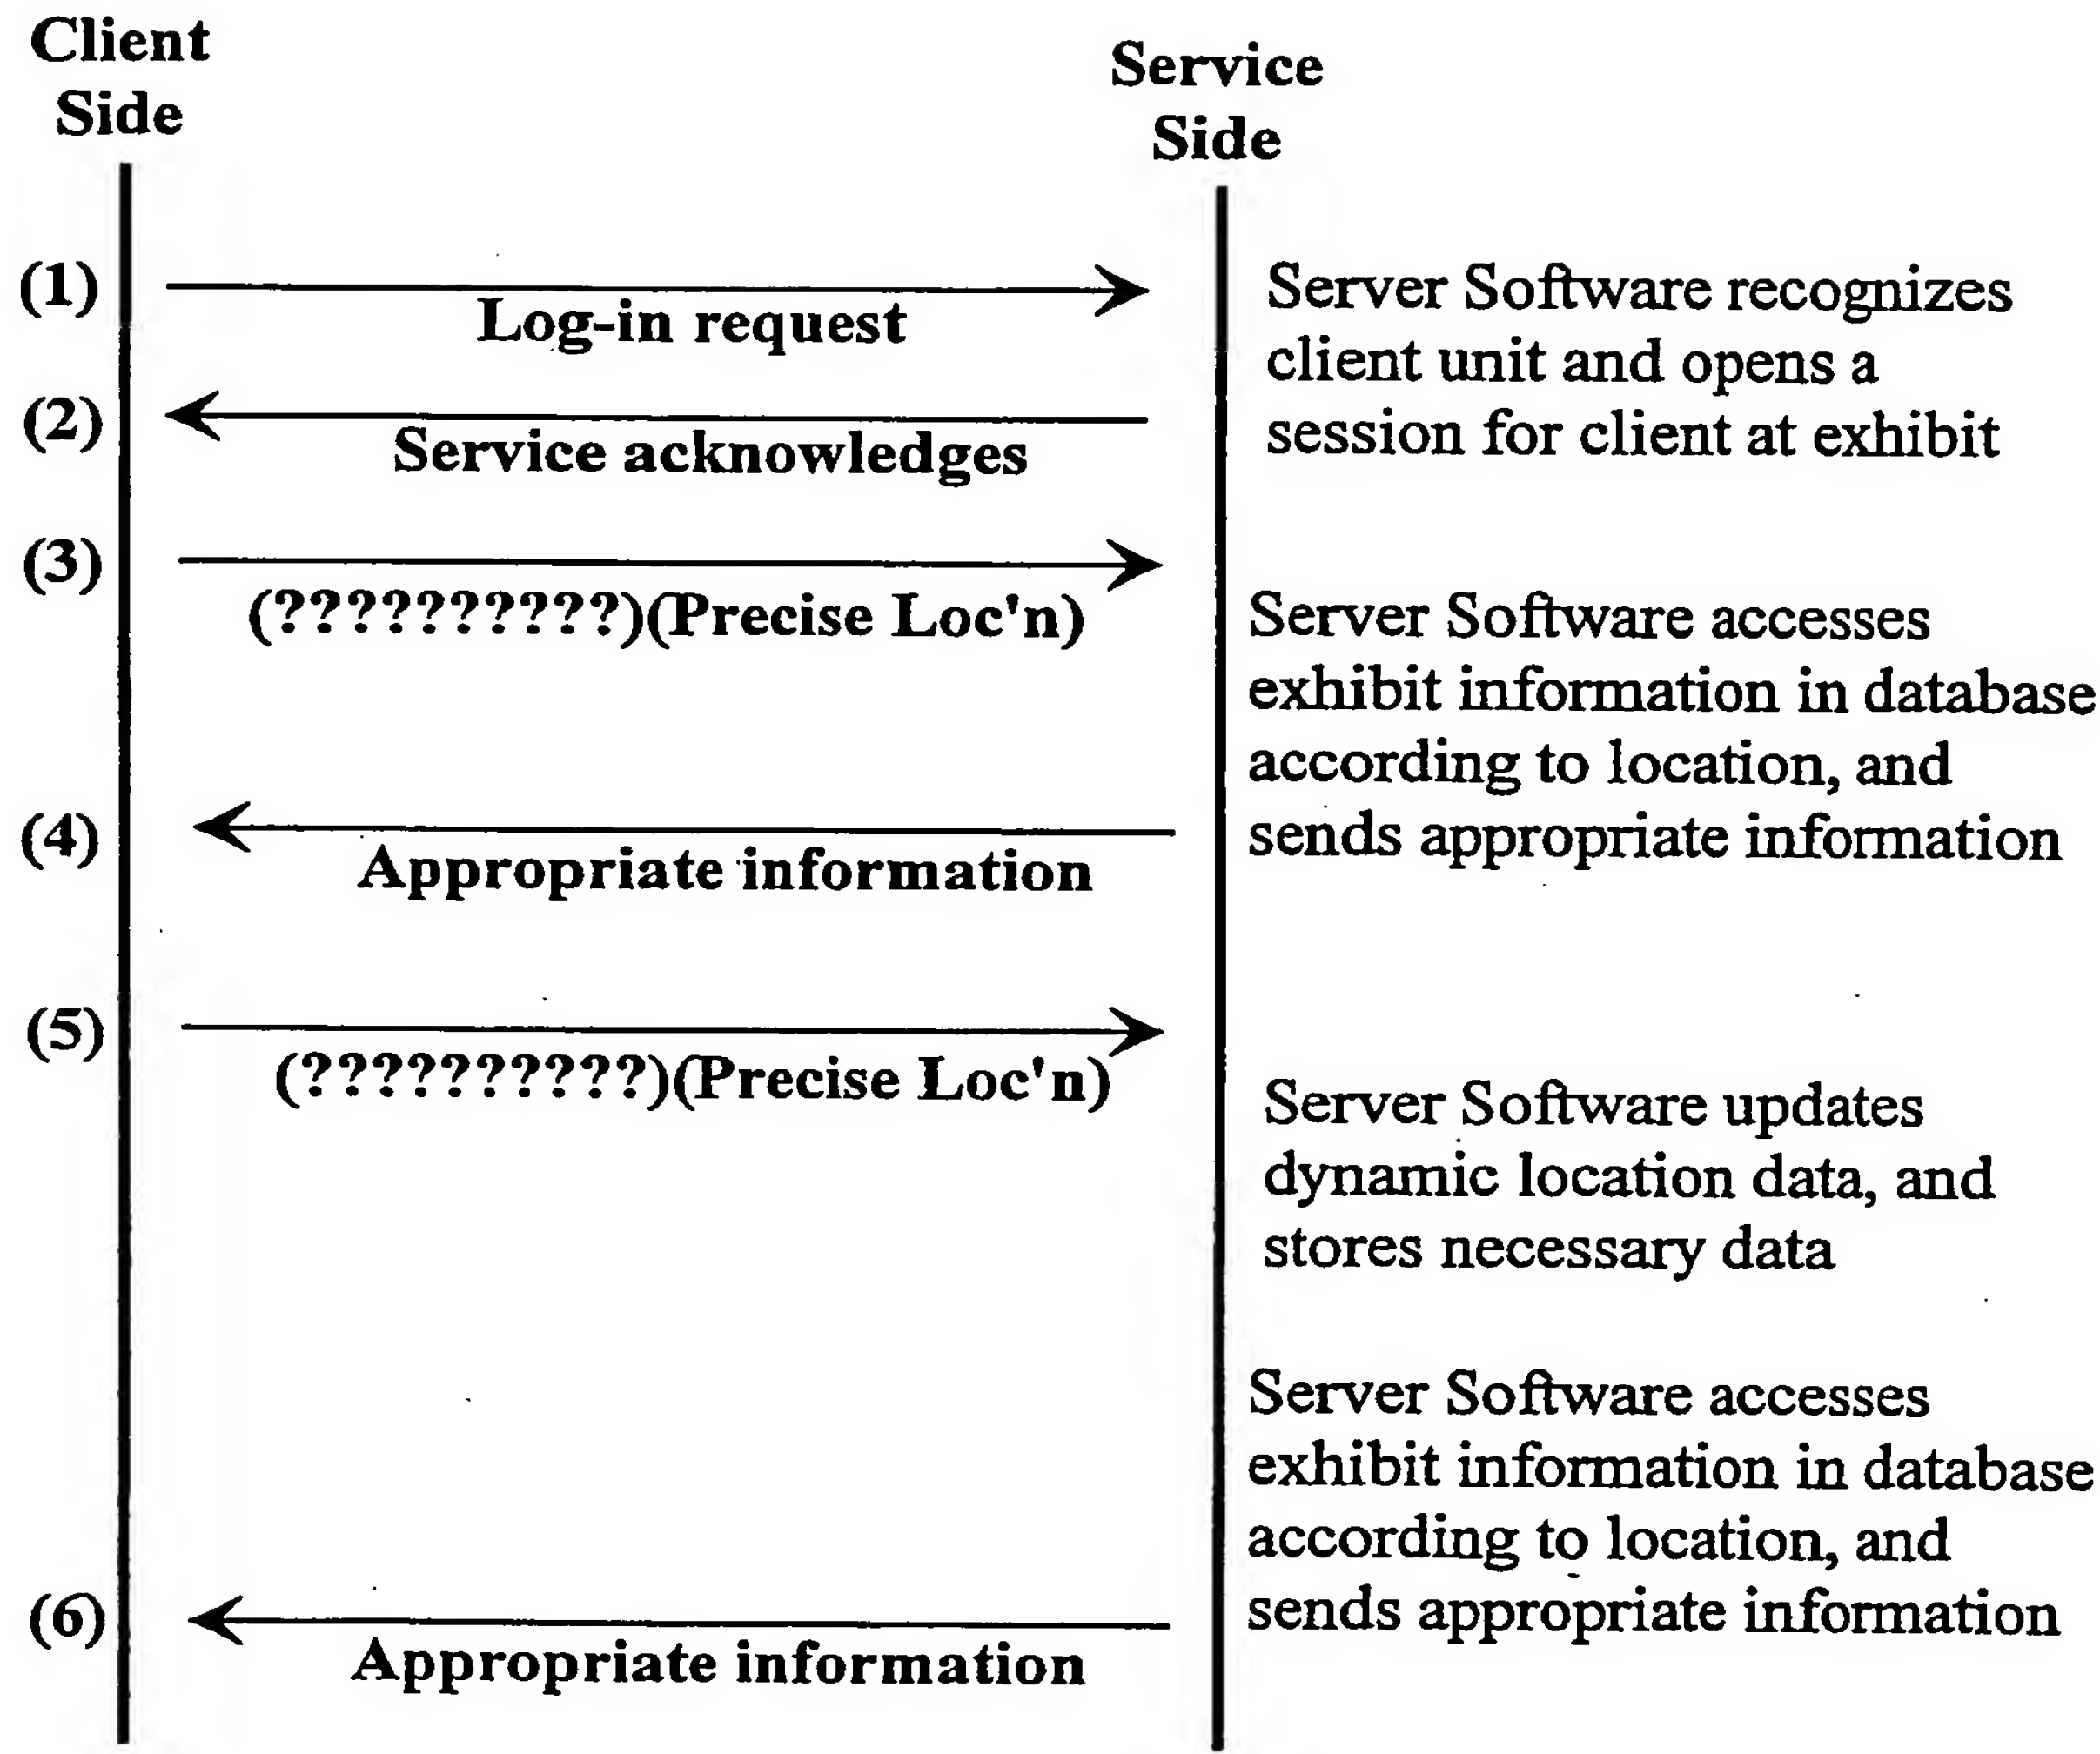 Client
Side
Service
Side
(1)
Log-in request
Server Software recognizes
client unit and opens a
session for client at exhibit
(2)
Service acknowledges
(3)
(??????????)(Precise Loc'n)
Server Software accesses
exhibit information in database
according to location, and
sends appropriate information
(4)
Appropriate information
(5)
(??????????)(Precise Loc'n)
Server Software updates
dynamic location data, and
stores necessary data
Server Software accesses
exhibit information in database
according to location, and
sends appropriate information
(6)
Appropriate information